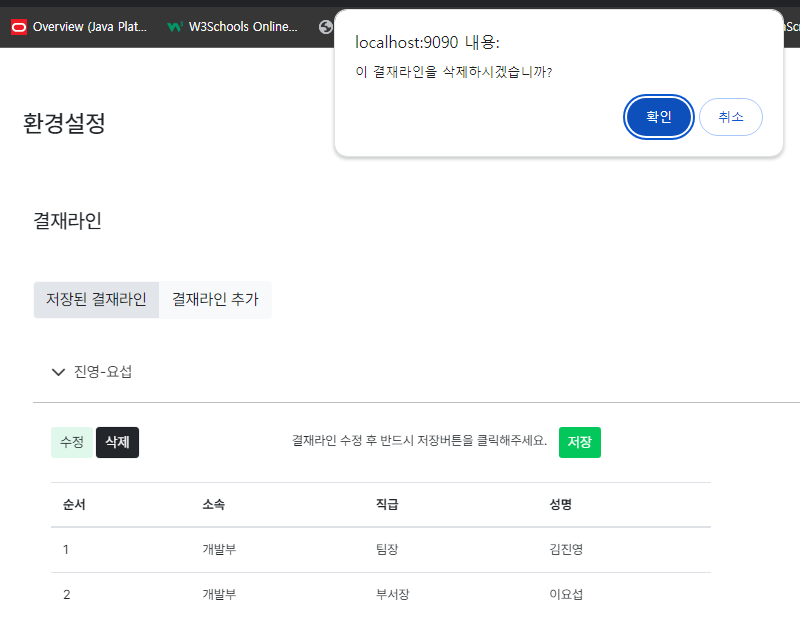 Overview (Java Plat...
W3Schools Online...
localhost:9090 내용:
이 결재라인을 삭제하시겠습니까?
확인
취소
환경설정
결재라인
저장된 결재라인
결재라인 추가
진영-요섭
수정
삭제
결재라인 수정 후 반드시 저장버튼을 클릭해주세요.
저장
순서 소속 직급 성명
1 개발부 팀장 김진영
2 개발부 부서장 이요섭